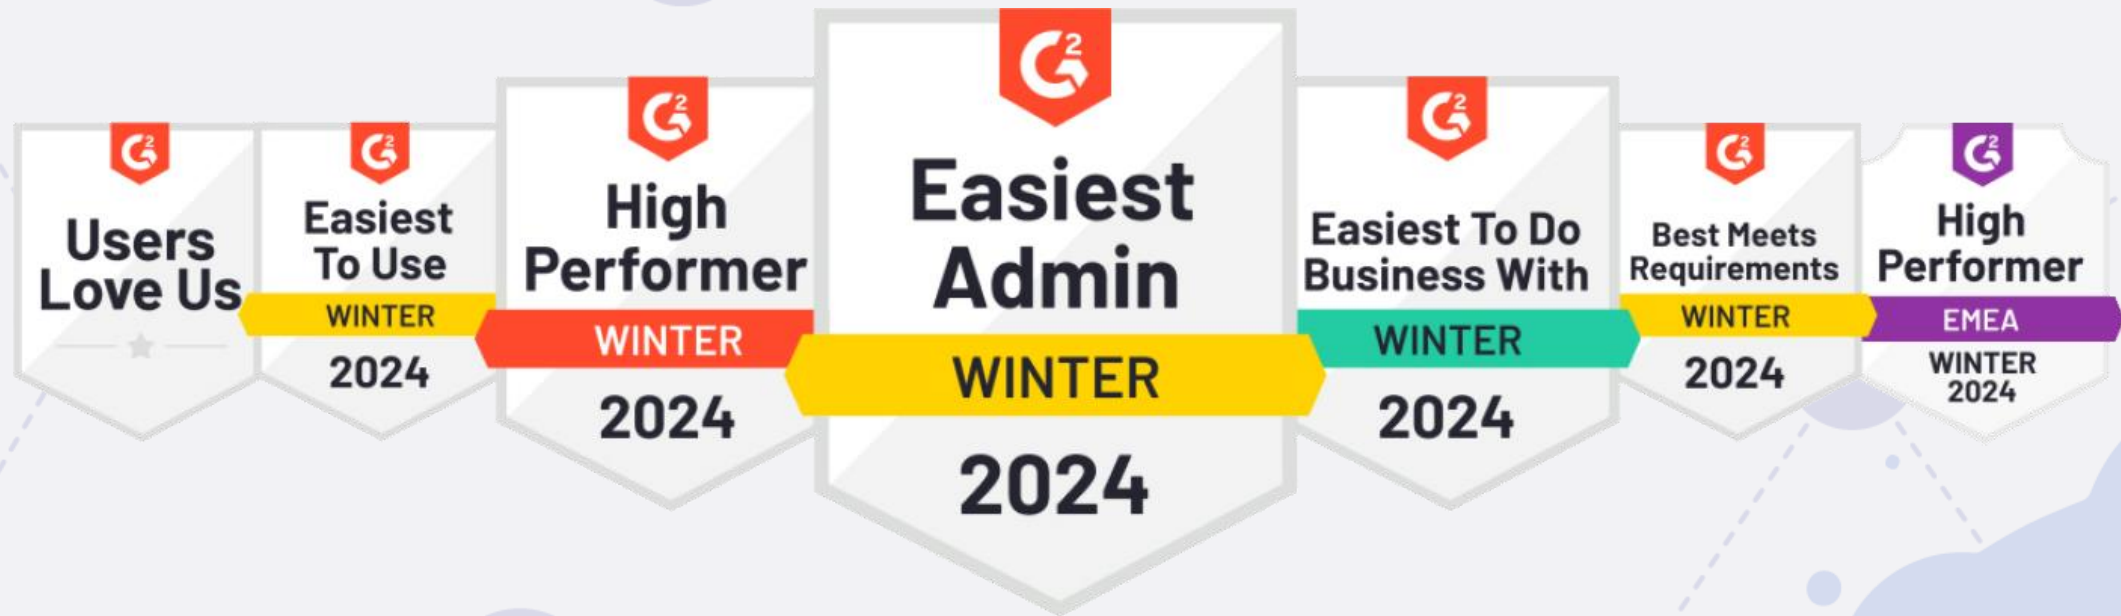 G2
Users
Love Us
G2
Easiest
To Use
WINTER
2024
G2
High
Performer
WINTER
2024
G2
Easiest
Admin
WINTER
2024
G2
Easiest To Do
Business With
WINTER
2024
G2
Best Meets
Requirements
WINTER
2024
G2
High
Performer
EMEA
WINTER
2024